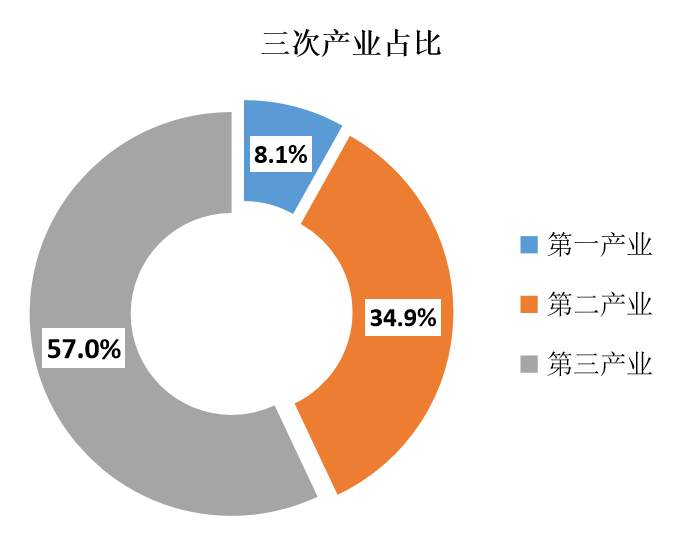 三次产业占比
8.1%
34.9%
57.0%
第一产业
第二产业
第三产业